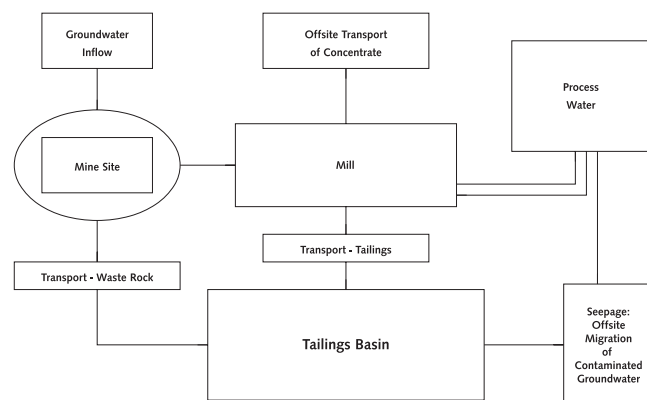 Groundwater
Inflow
Offsite Transport
of Concentrate
Process
Water
Mine Site
Mill
Transport - Tailings
Transport - Waste Rock
Tailings Basin
Seepage:
Offsite
Migration
of
Contaminated
Groundwater